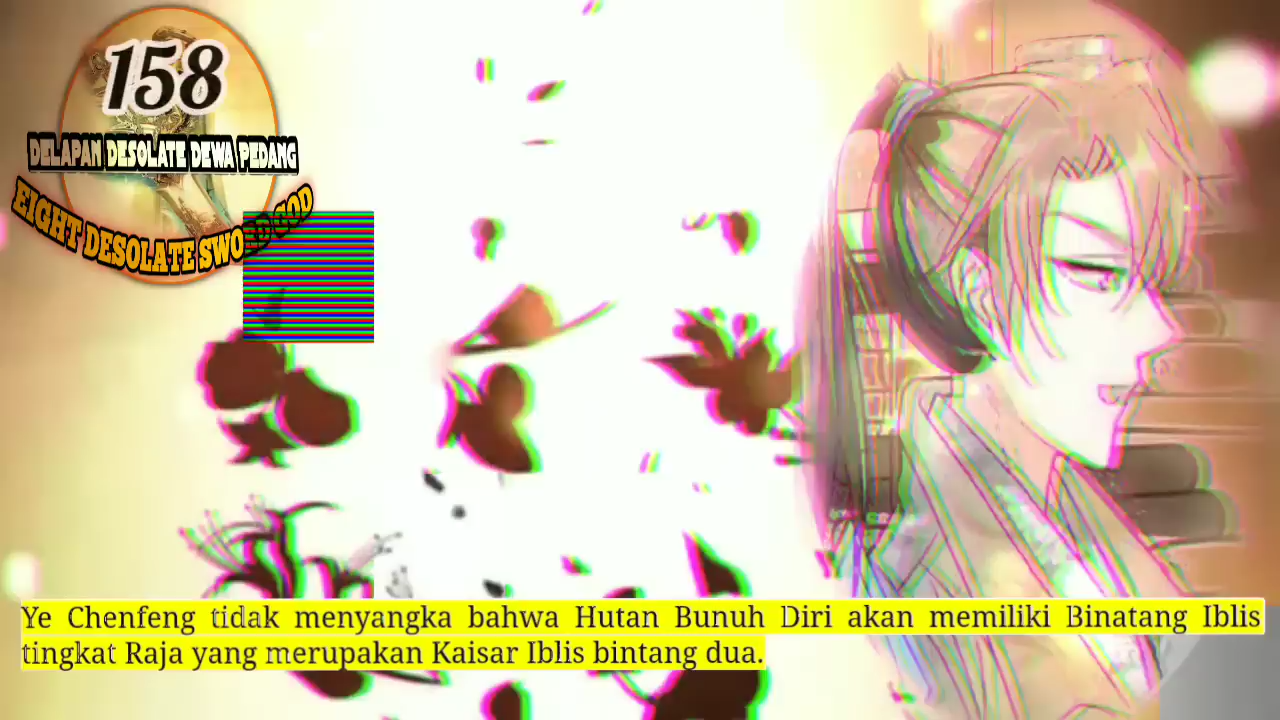 158
DELAPAN DESOLATE DEWA PEDANG
EIGHT DESOLATE SWORD GOD
Ye Chenfeng tidak menyangka bahwa Hutan Bunuh Diri akan memiliki Binatang Iblis
tingkat Raja yang merupakan Kaisar Iblis bintang dua.